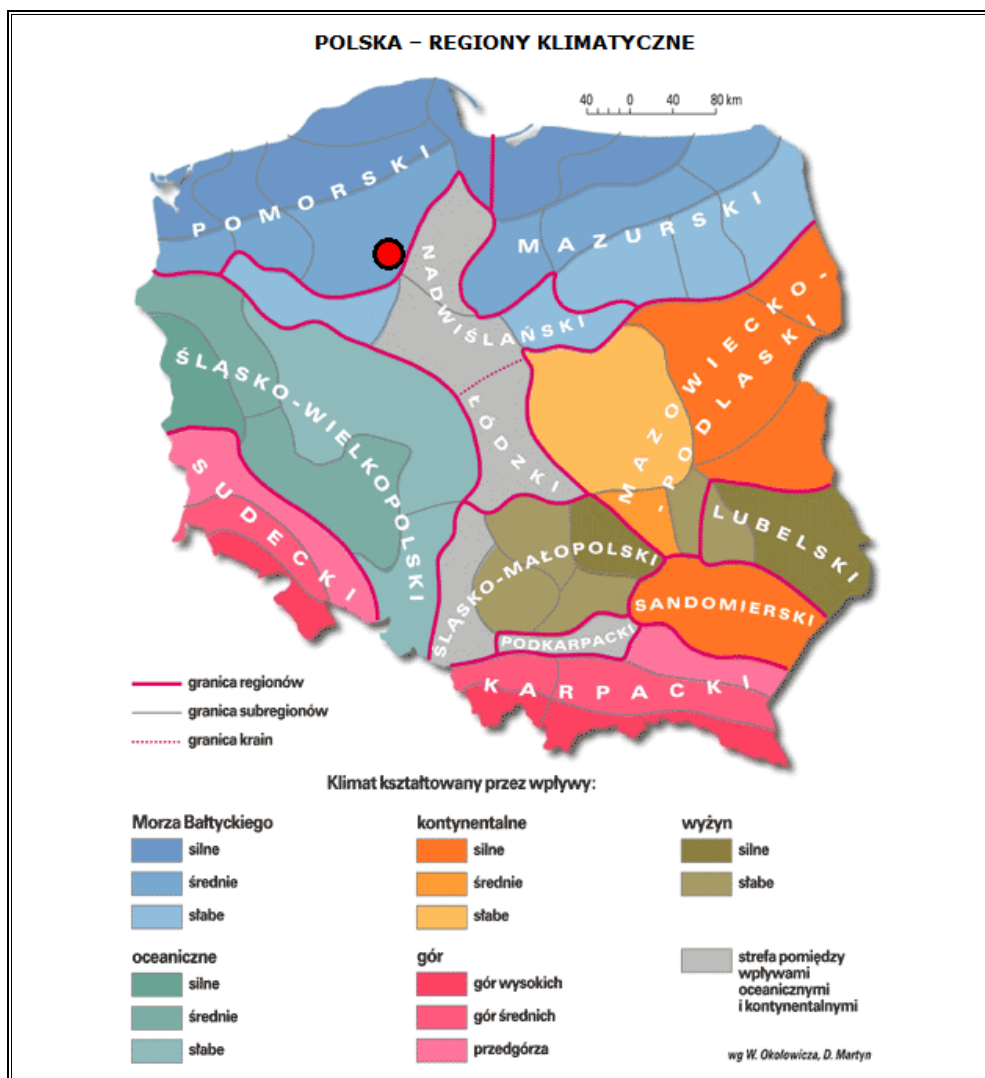 POLSKA – REGIONY KLIMATYCZNE
40 0 40 80 km
POMORSKI
MAZURSKI
NADWIŚLAŃSKI
MAZOWIECKO-
-PODLASKI
ŚLĄSKO-WIELKOPOLSKI
ŁÓDZKI
SUDECKI
LUBELSKI
ŚLĄSKO-MAŁOPOLSKI
SANDOMIERSKI
PODKARPACKI
KARPACKI
granica regionów
granica subregionów
granica krain
Klimat kształtowany przez wpływy:
Morza Bałtyckiego
silne
średnie
słabe
kontynentalne
silne
średnie
słabe
wyżyn
silne
słabe
oceaniczne
silne
średnie
słabe
gór
gór wysokich
gór średnich
przedgórza
strefa pomiędzy
wpływami
oceanicznymi
i kontynentalnymi
wg W. Okołowicza, D. Martyn